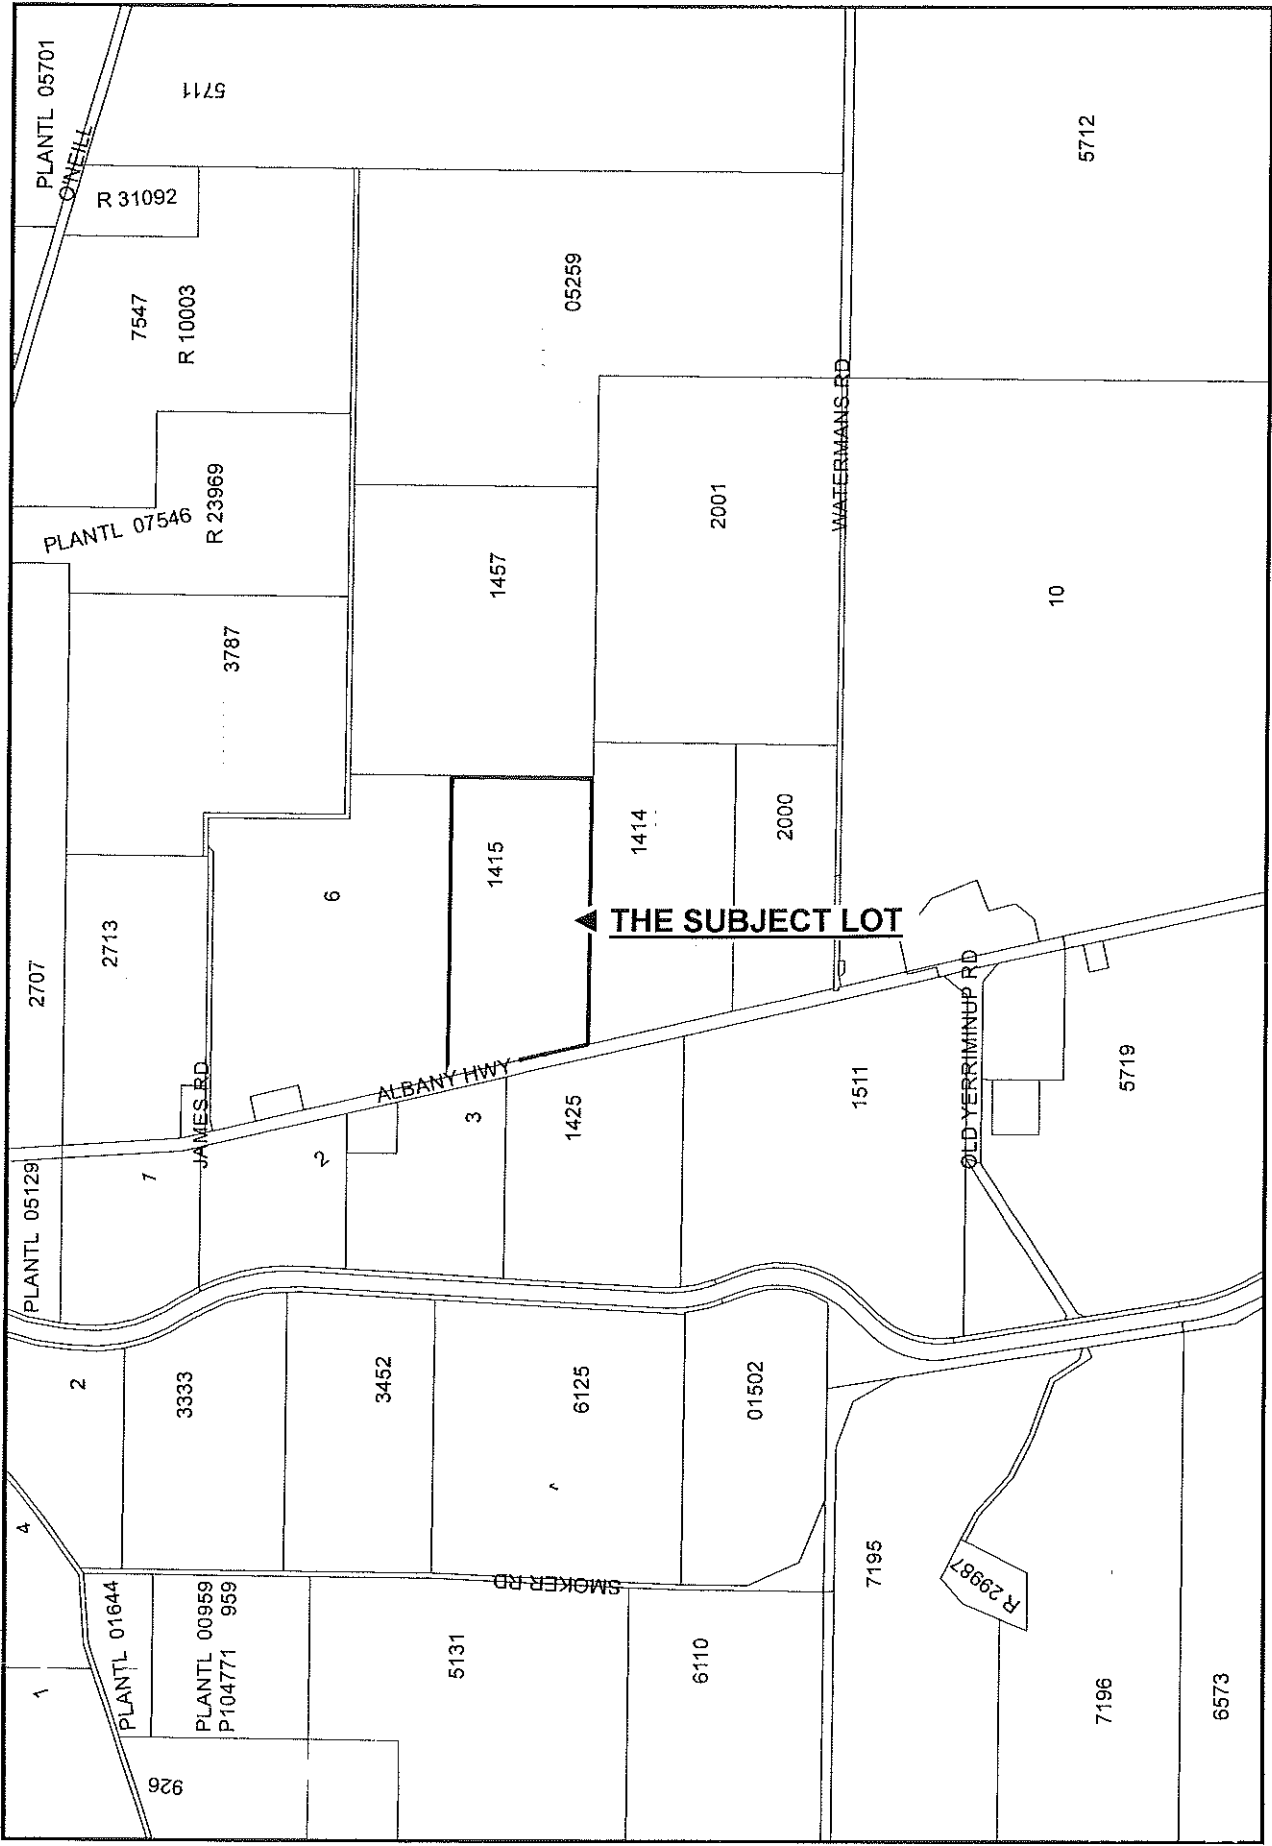 PLANTL 05701
O'NEILL
5711
R 31092
7547
R 10003
05259
5712
R 23969
PLANTL 07546
1457
2001
WATERMANS RD
10
3787
2707
2713
6
1415
1414
2000
THE SUBJECT LOT
JAMES RD
ALBANY HWY
PLANTL 05129
1
2
3
1425
1511
OLD YERRIMINUP RD
5719
2
3333
3452
6125
01502
4
1
PLANTL 01644
PLANTL 00959
P104771 959
926
SMOKER RD
5131
6110
7195
R 29987
7196
6573